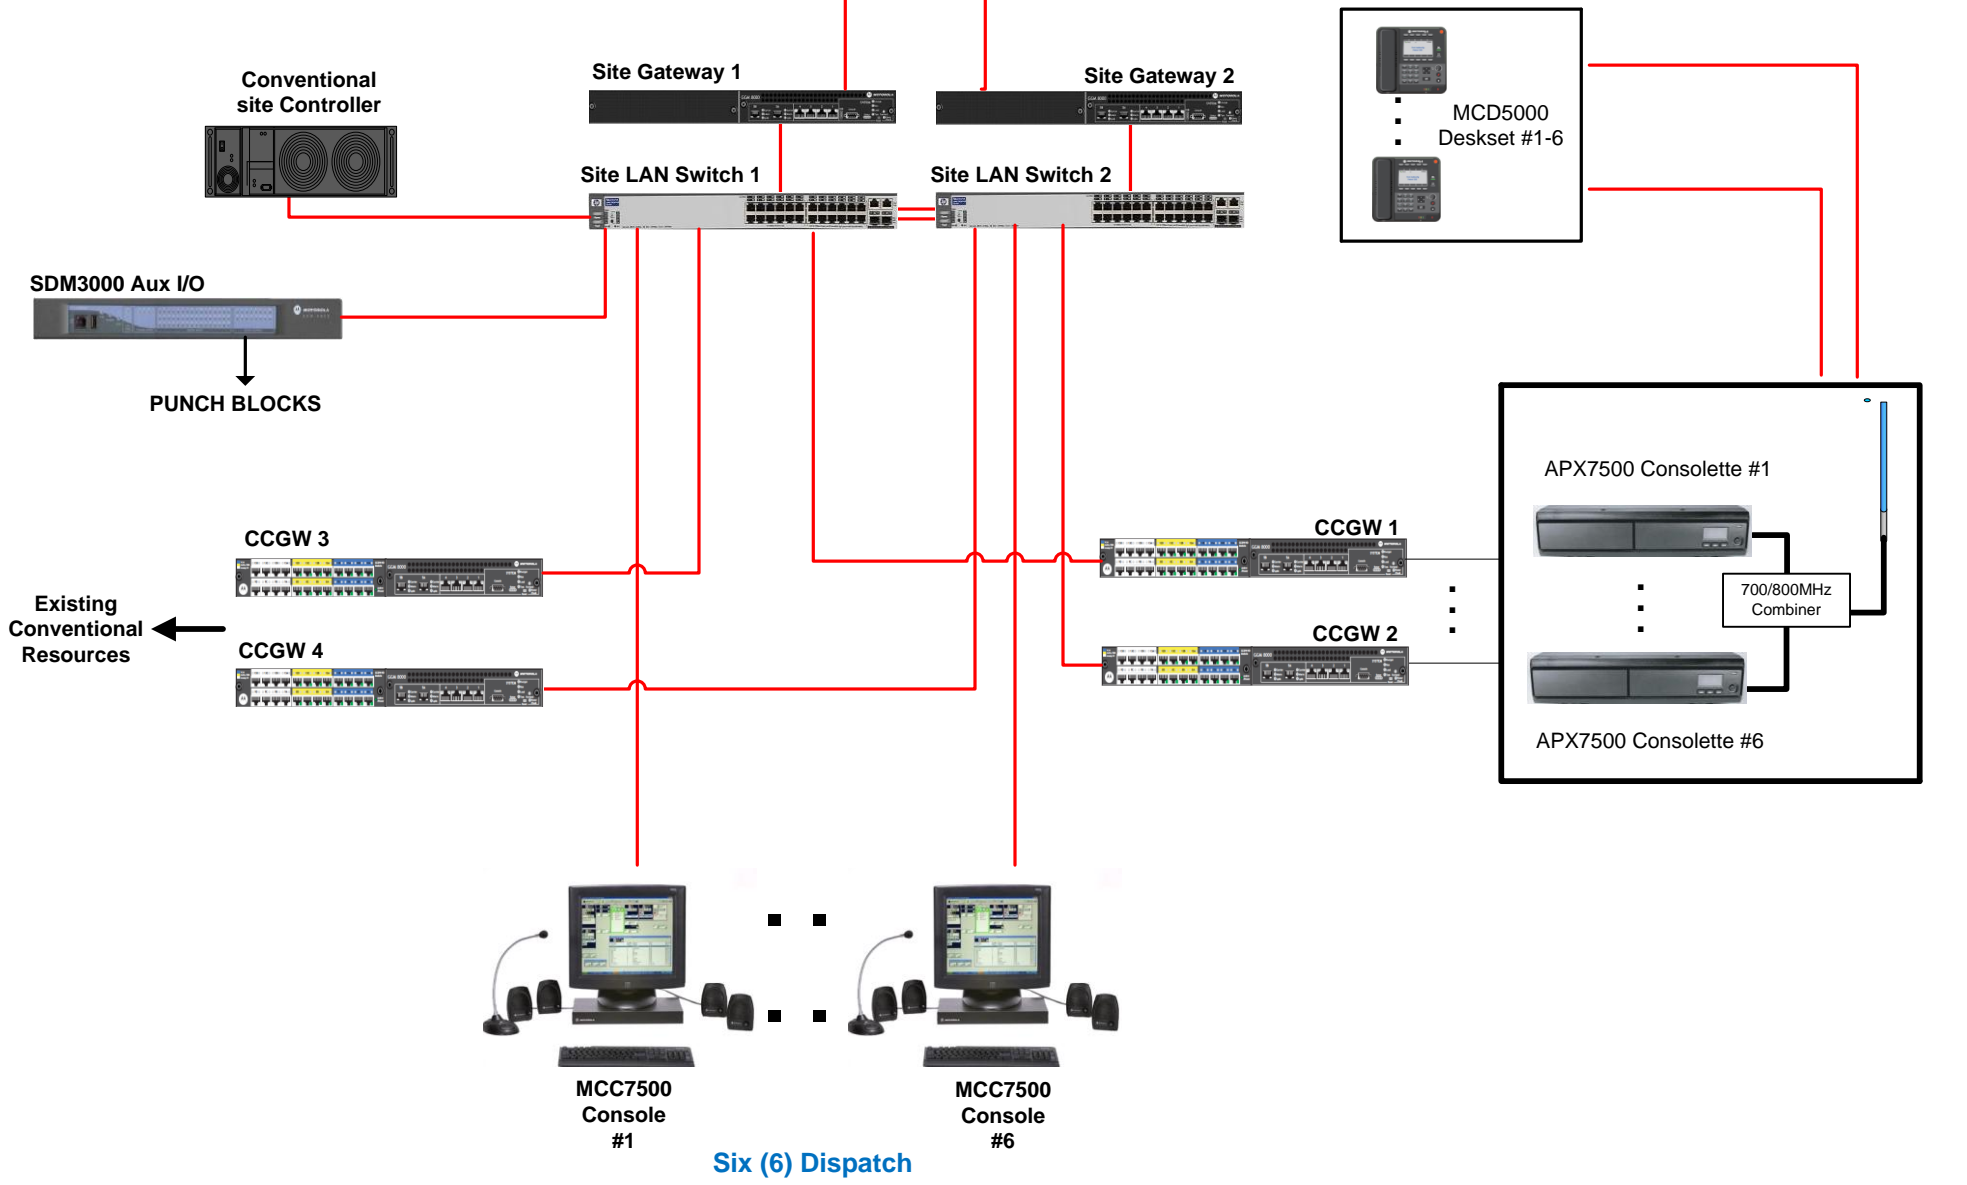 Conventional
site Controller
Site Gateway 1
Site Gateway 2
MCD5000
Deskset #1-6
Site LAN Switch 1
Site LAN Switch 2
SDM3000 Aux I/O
PUNCH BLOCKS
APX7500 Consolette #1
CCGW 3
CCGW 1
700/800MHz
Combiner
Existing
Conventional
Resources
CCGW 4
CCGW 2
APX7500 Consolette #6
MCC7500
Console
#1
MCC7500
Console
#6
Six (6) Dispatch